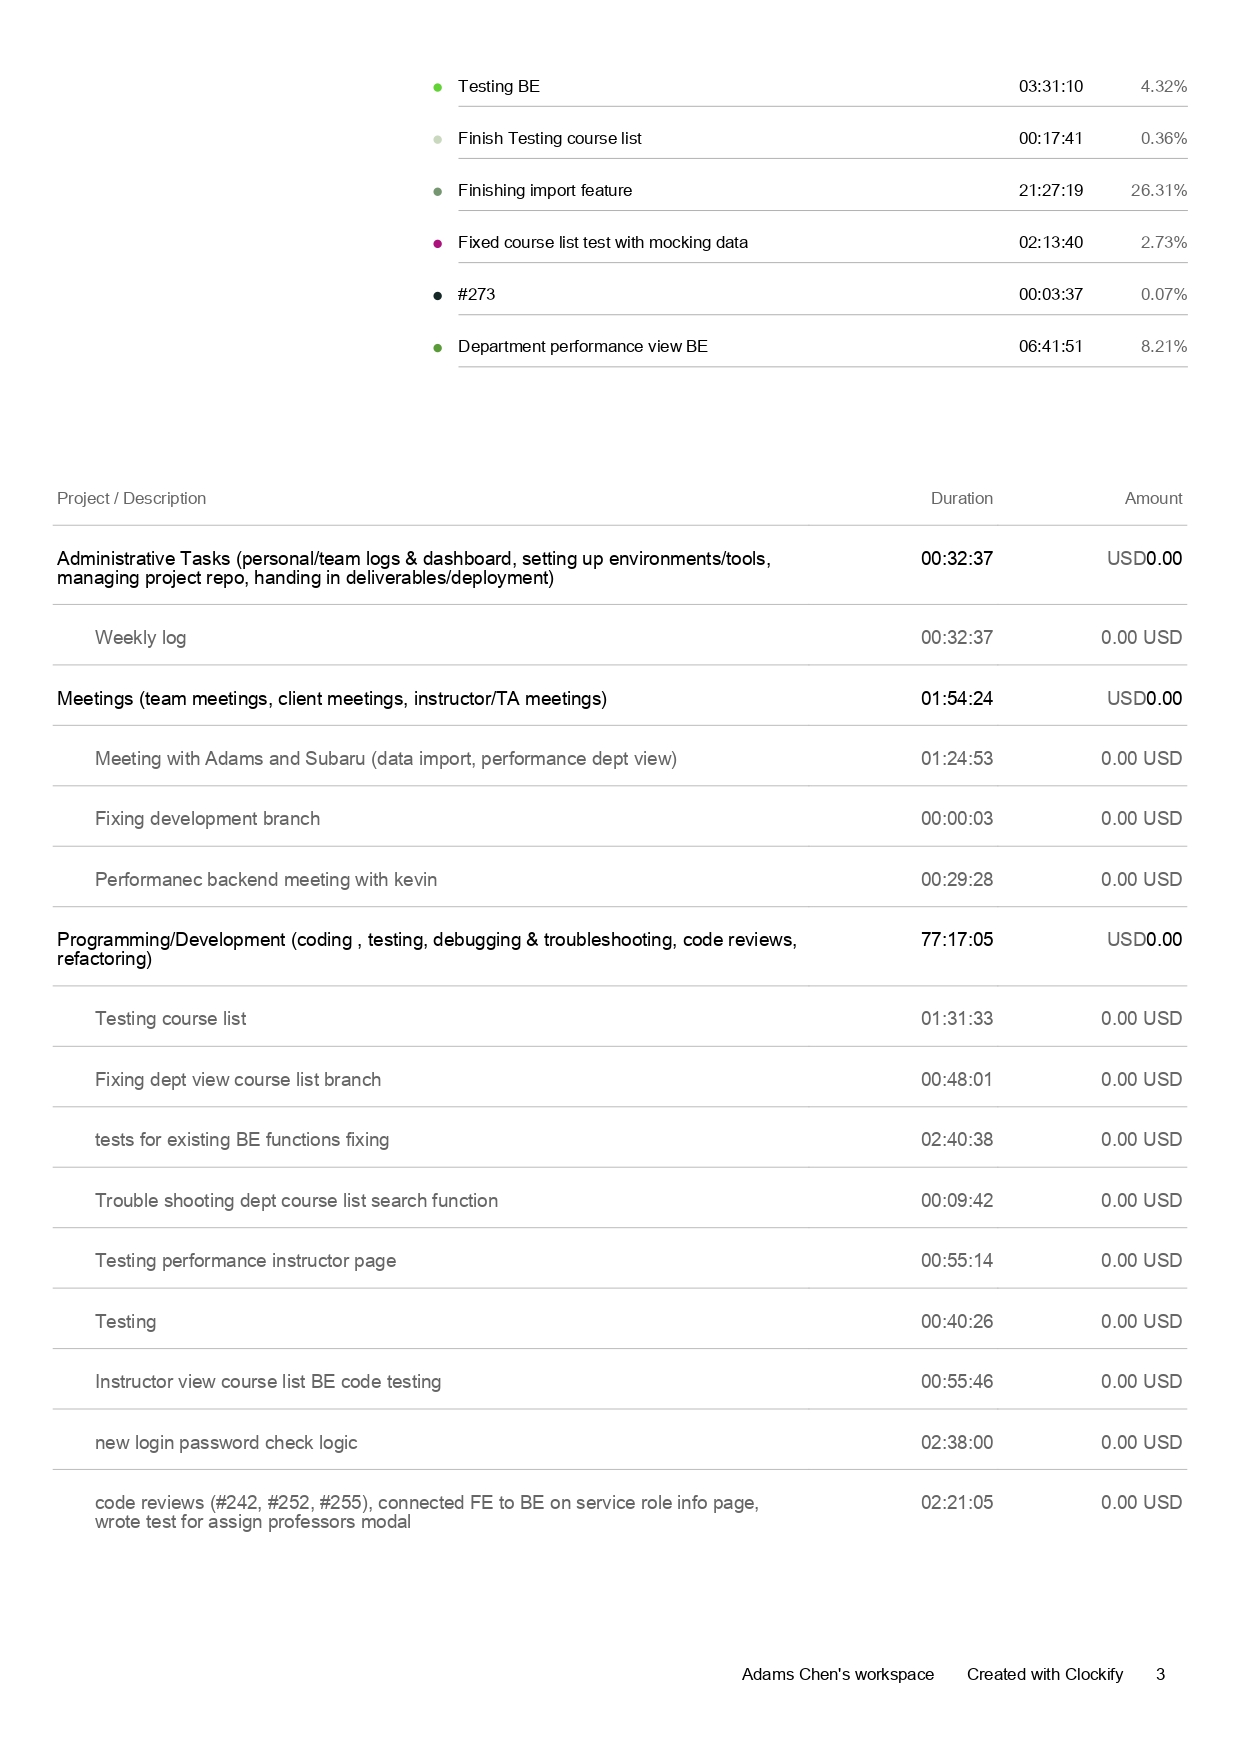 Testing BE 03:31:10 4.32%
Finish Testing course list 00:17:41 0.36%
Finishing import feature 21:27:19 26.31%
Fixed course list test with mocking data 02:13:40 2.73%
#273 00:03:37 0.07%
Department performance view BE 06:41:51 8.21%
Project / Description Duration Amount
Administrative Tasks (personal/team logs & dashboard, setting up environments/tools, 00:32:37 USD0.00
managing project repo, handing in deliverables/deployment)
Weekly log 00:32:37 0.00 USD
Meetings (team meetings, client meetings, instructor/TA meetings) 01:54:24 USD0.00
Meeting with Adams and Subaru (data import, performance dept view) 01:24:53 0.00 USD
Fixing development branch 00:00:03 0.00 USD
Performanec backend meeting with kevin 00:29:28 0.00 USD
Programming/Development (coding , testing, debugging & troubleshooting, code reviews, 77:17:05 USD0.00
refactoring)
Testing course list 01:31:33 0.00 USD
Fixing dept view course list branch 00:48:01 0.00 USD
tests for existing BE functions fixing 02:40:38 0.00 USD
Trouble shooting dept course list search function 00:09:42 0.00 USD
Testing performance instructor page 00:55:14 0.00 USD
Testing 00:40:26 0.00 USD
Instructor view course list BE code testing 00:55:46 0.00 USD
new login password check logic 02:38:00 0.00 USD
code reviews (#242, #252, #255), connected FE to BE on service role info page, 02:21:05 0.00 USD
wrote test for assign professors modal
Adams Chen's workspace Created with Clockify 3